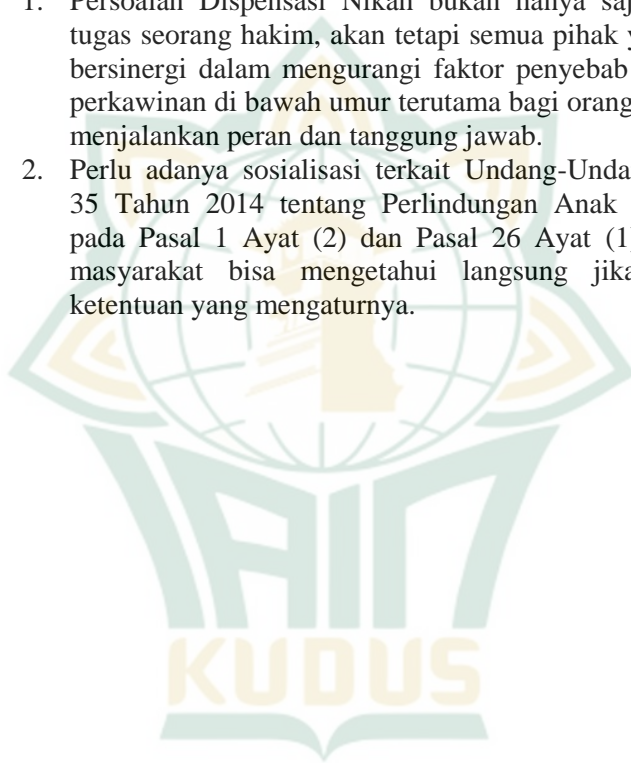 1. Persoalan Dispensasi Nikah bukan hanya saj
tugas seorang hakim, akan tetapi semua pihak
bersinergi dalam mengurangi faktor penyebab
perkawinan di bawah umur terutama bagi orang
menjalankan peran dan tanggung jawab.
2. Perlu adanya sosialisasi terkait Undang-Unda
35 Tahun 2014 tentang Perlindungan Anak
pada Pasal 1 Ayat (2) dan Pasal 26 Ayat (1)
masyarakat bisa mengetahui langsung jika
ketentuan yang mengaturnya.
IAIN
KUDUS